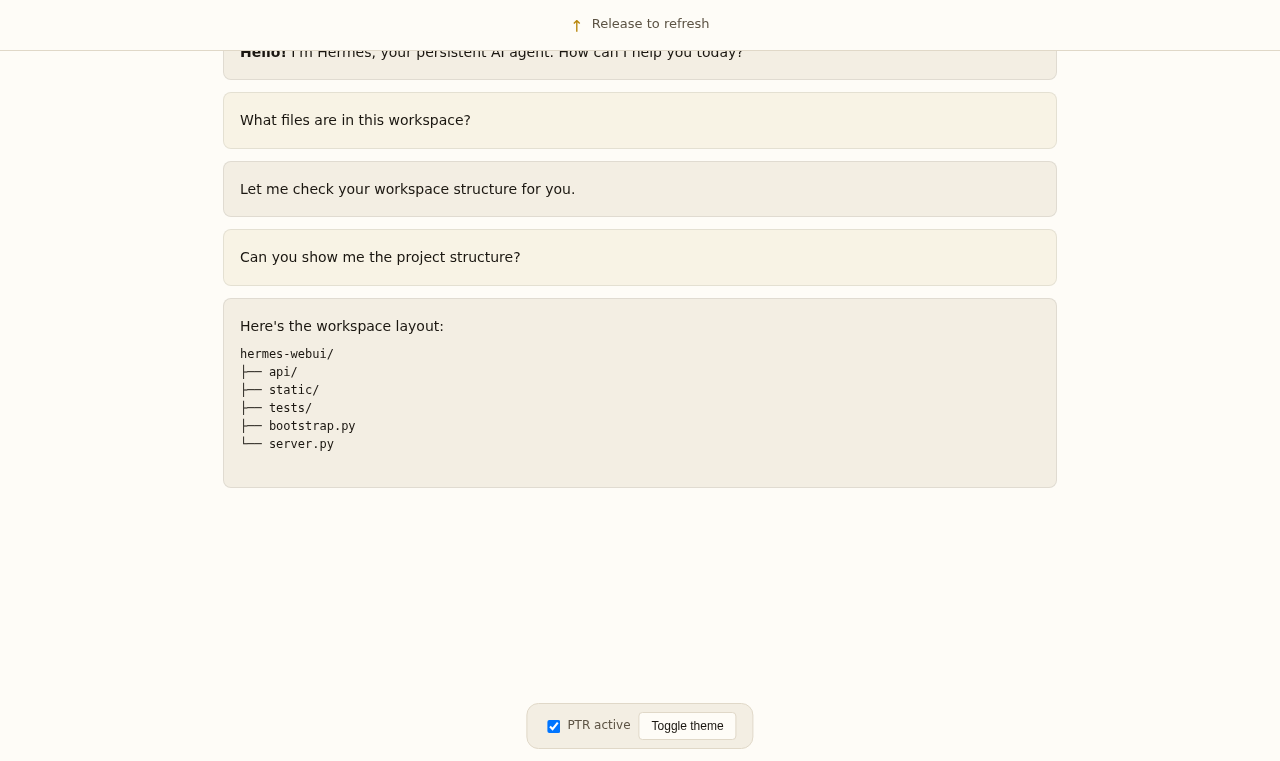 ↑ Release to refresh
Hello! I'm Hermes, your persistent AI agent. How can I help you today?
What files are in this workspace?
Let me check your workspace structure for you.
Can you show me the project structure?
Here's the workspace layout:
hermes-webui/
├── api/
├── static/
├── tests/
├── bootstrap.py
└── server.py
PTR active Toggle theme